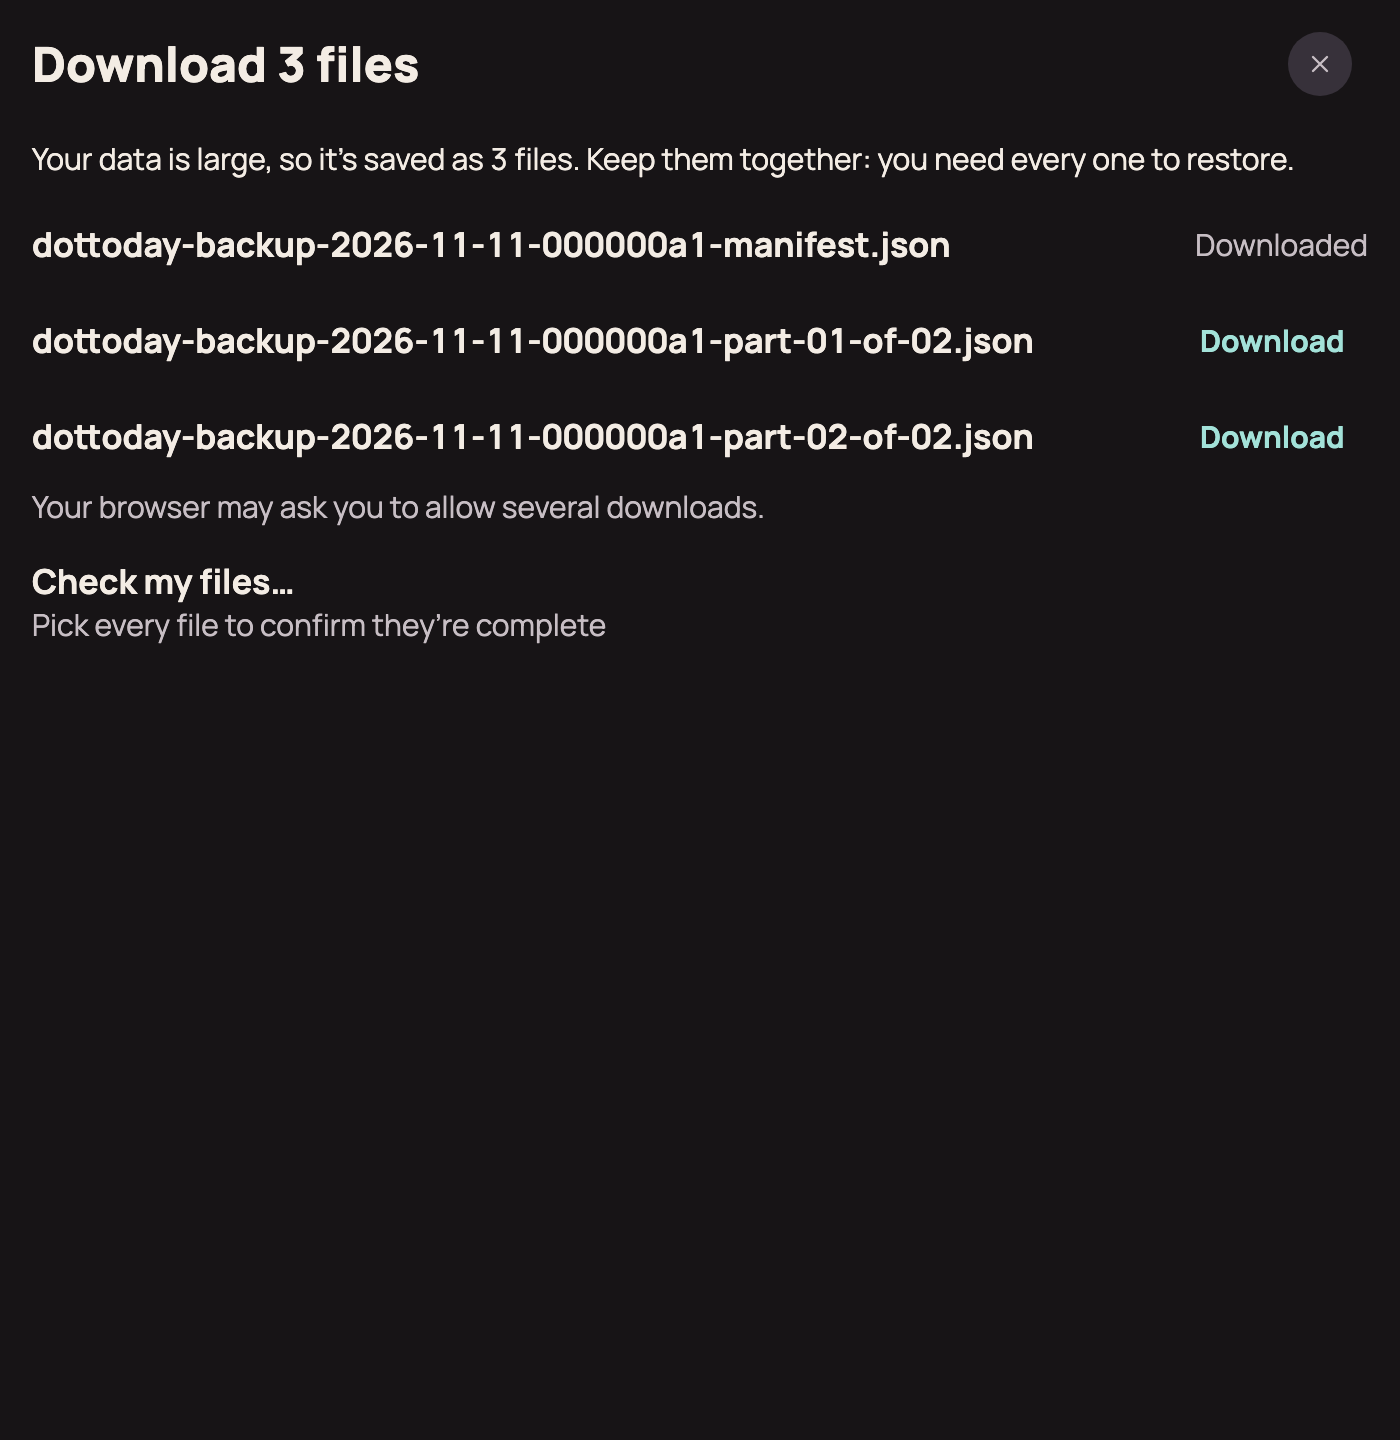 Download 3 files
Your data is large, so it’s saved as 3 files. Keep them together: you need every one to restore.
dottoday-backup-2026-11-11-000000a1-manifest.json
Downloaded
dottoday-backup-2026-11-11-000000a1-part-01-of-02.json
Download
dottoday-backup-2026-11-11-000000a1-part-02-of-02.json
Download
Your browser may ask you to allow several downloads.
Check my files…
Pick every file to confirm they’re complete